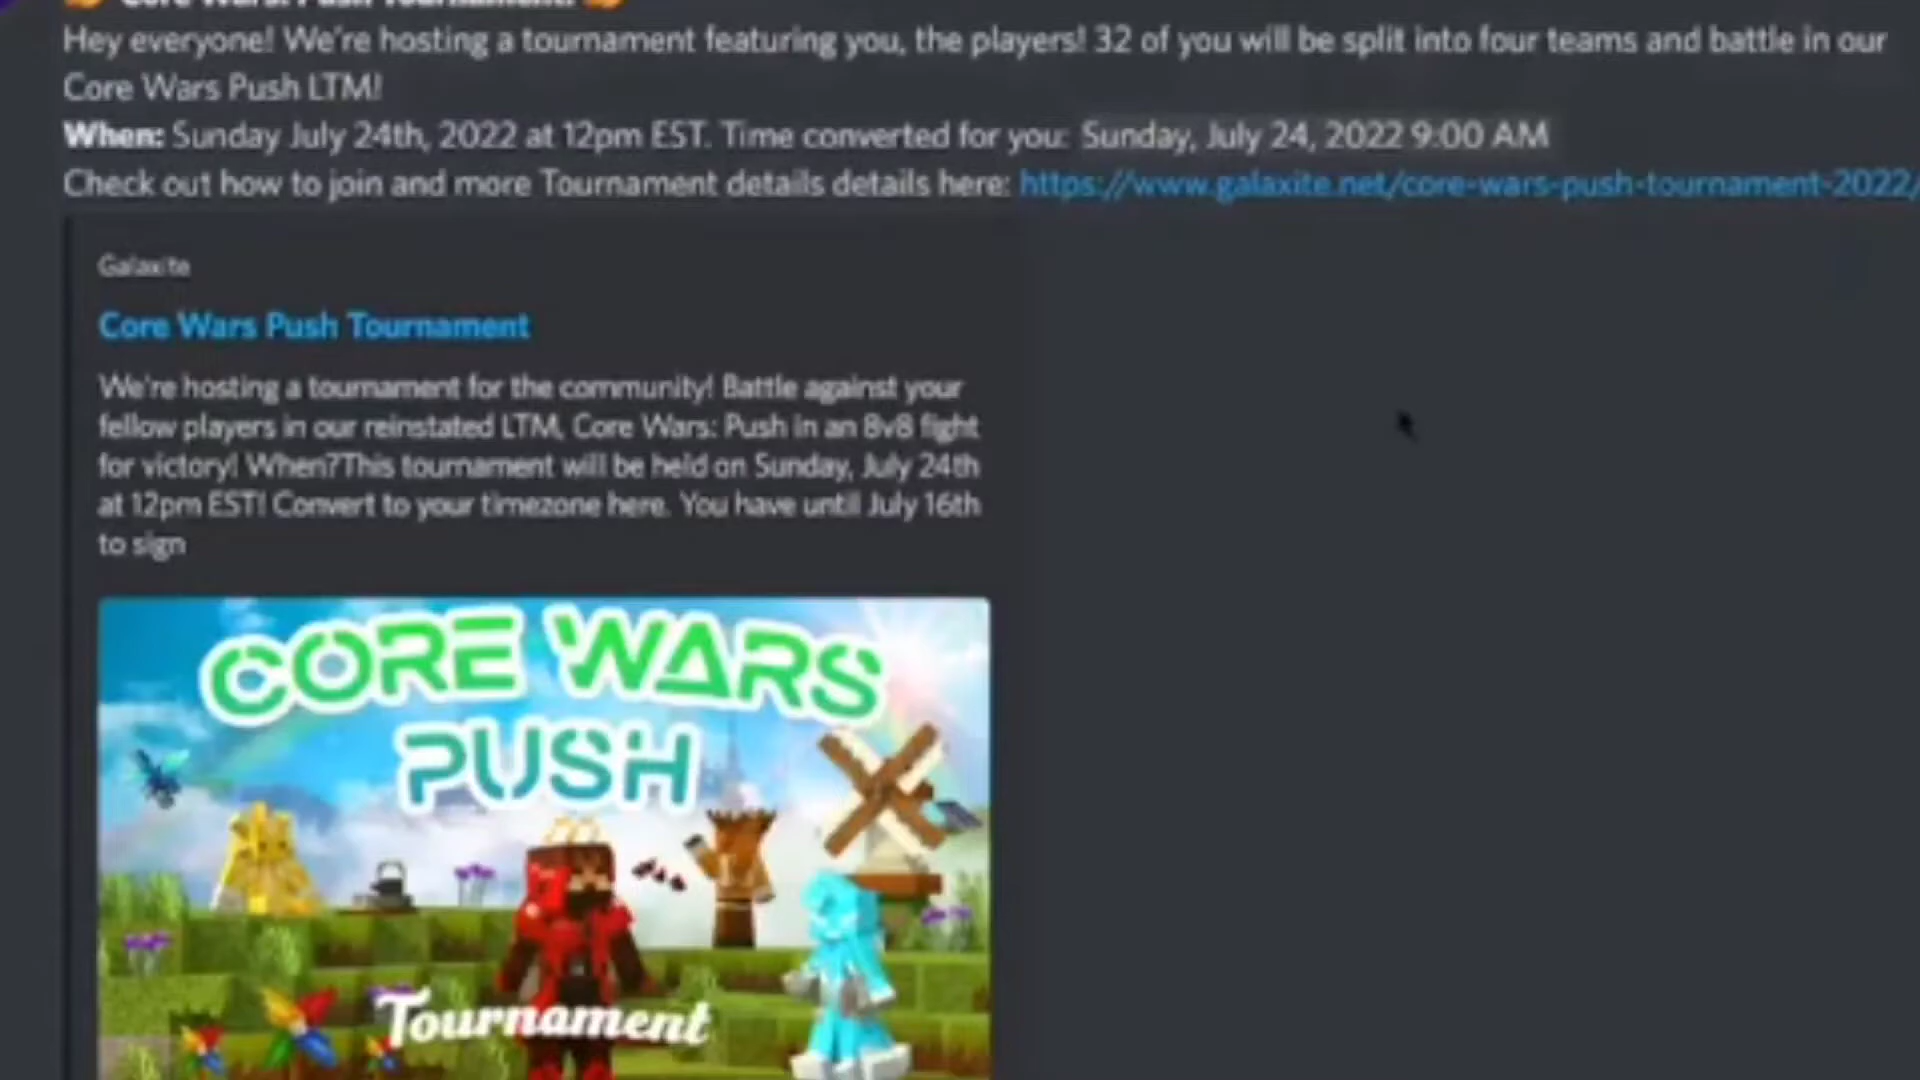 Core Wars: Push Tournament!
Hey everyone! We're hosting a tournament featuring you, the players! 32 of you will be split into four teams and battle in our
Core Wars Push LTM!
When: Sunday July 24th, 2022 at 12pm EST. Time converted for you: Sunday, July 24, 2022 9:00 AM
Check out how to join and more Tournament details details here: https://www.galaxite.net/core-wars-push-tournament-2022/
Galaxite
Core Wars Push Tournament
We're hosting a tournament for the community! Battle against your
fellow players in our reinstated LTM, Core Wars: Push in an 8v8 fight
for victory! When?This tournament will be held on Sunday, July 24th
at 12pm EST! Convert to your timezone here. You have until July 16th
to sign
CORE WARS
PUSH
Tournament